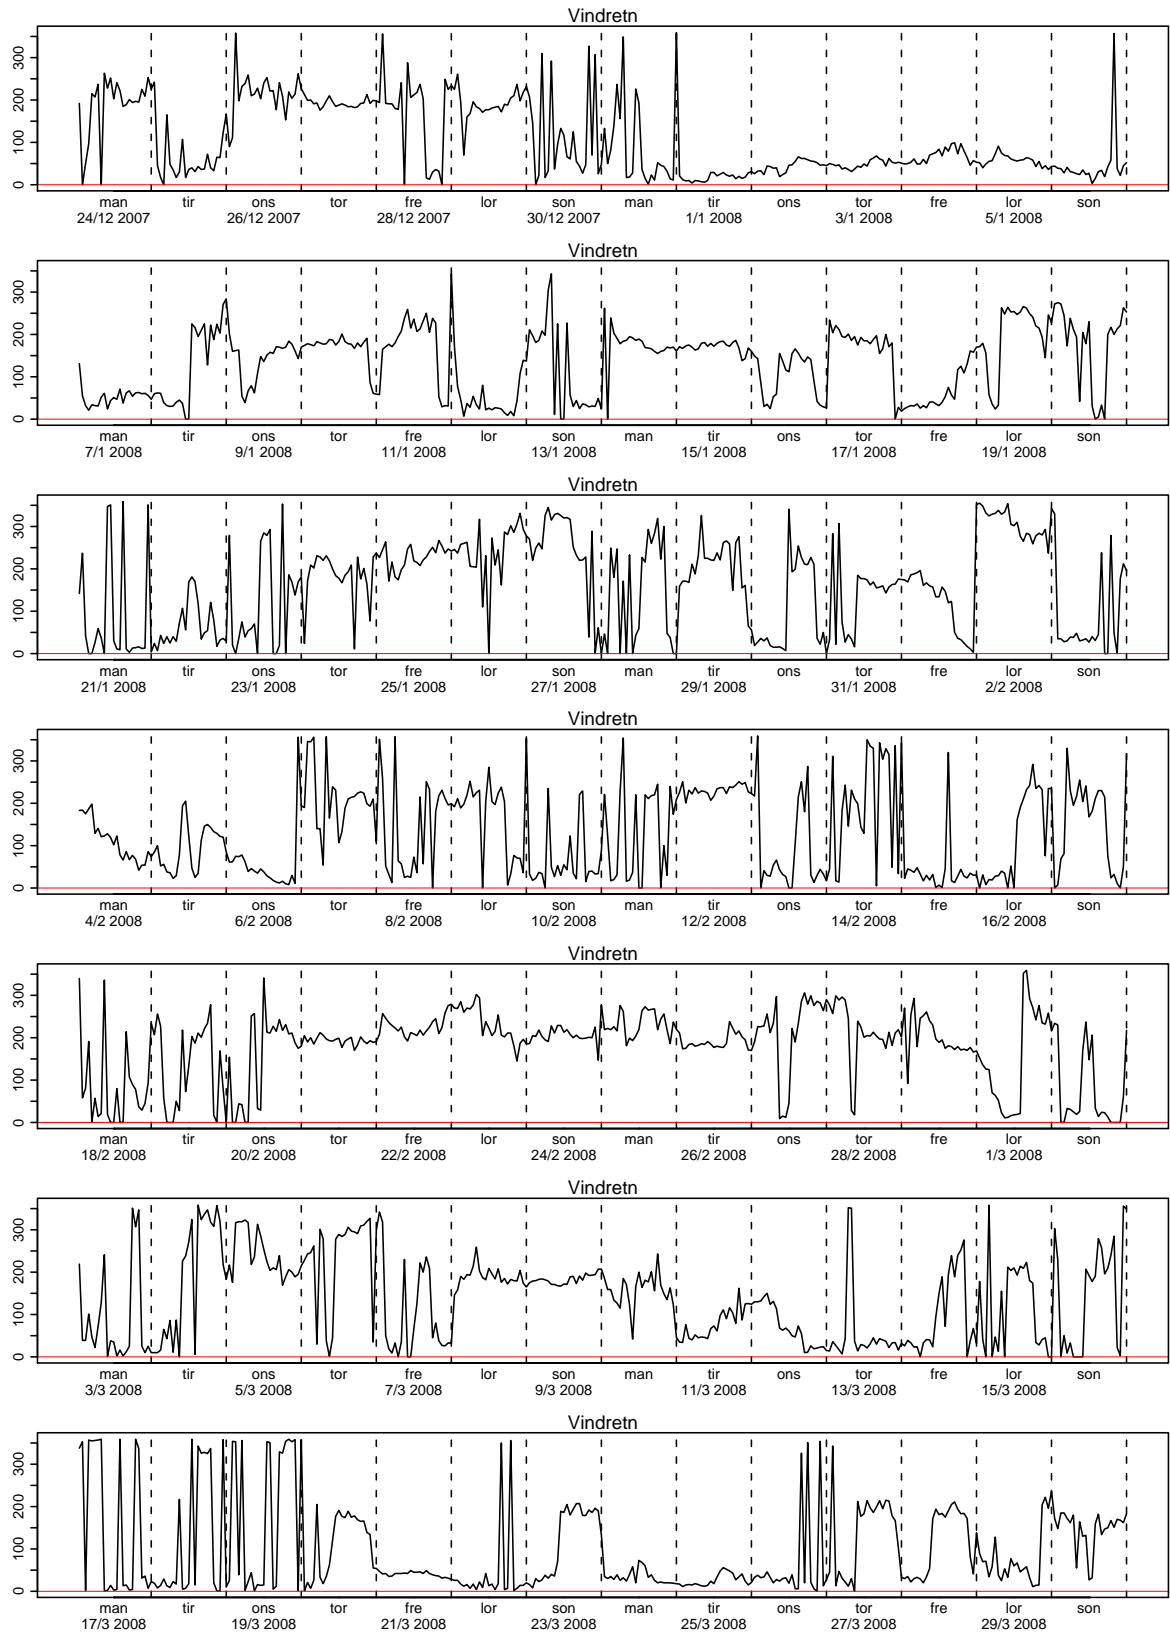 Vindretn
300
200
100
0
man tir ons tor fre lor son man tir ons tor fre lor son
24/12 2007 26/12 2007 28/12 2007 30/12 2007 1/1 2008 3/1 2008 5/1 2008
Vindretn
300
200
100
0
man tir ons tor fre lor son man tir ons tor fre lor son
7/1 2008 9/1 2008 11/1 2008 13/1 2008 15/1 2008 17/1 2008 19/1 2008
Vindretn
300
200
100
0
man tir ons tor fre lor son man tir ons tor fre lor son
21/1 2008 23/1 2008 25/1 2008 27/1 2008 29/1 2008 31/1 2008 2/2 2008
Vindretn
300
200
100
0
man tir ons tor fre lor son man tir ons tor fre lor son
4/2 2008 6/2 2008 8/2 2008 10/2 2008 12/2 2008 14/2 2008 16/2 2008
Vindretn
300
200
100
0
man tir ons tor fre lor son man tir ons tor fre lor son
18/2 2008 20/2 2008 22/2 2008 24/2 2008 26/2 2008 28/2 2008 1/3 2008
Vindretn
300
200
100
0
man tir ons tor fre lor son man tir ons tor fre lor son
3/3 2008 5/3 2008 7/3 2008 9/3 2008 11/3 2008 13/3 2008 15/3 2008
Vindretn
300
200
100
0
man tir ons tor fre lor son man tir ons tor fre lor son
17/3 2008 19/3 2008 21/3 2008 23/3 2008 25/3 2008 27/3 2008 29/3 2008